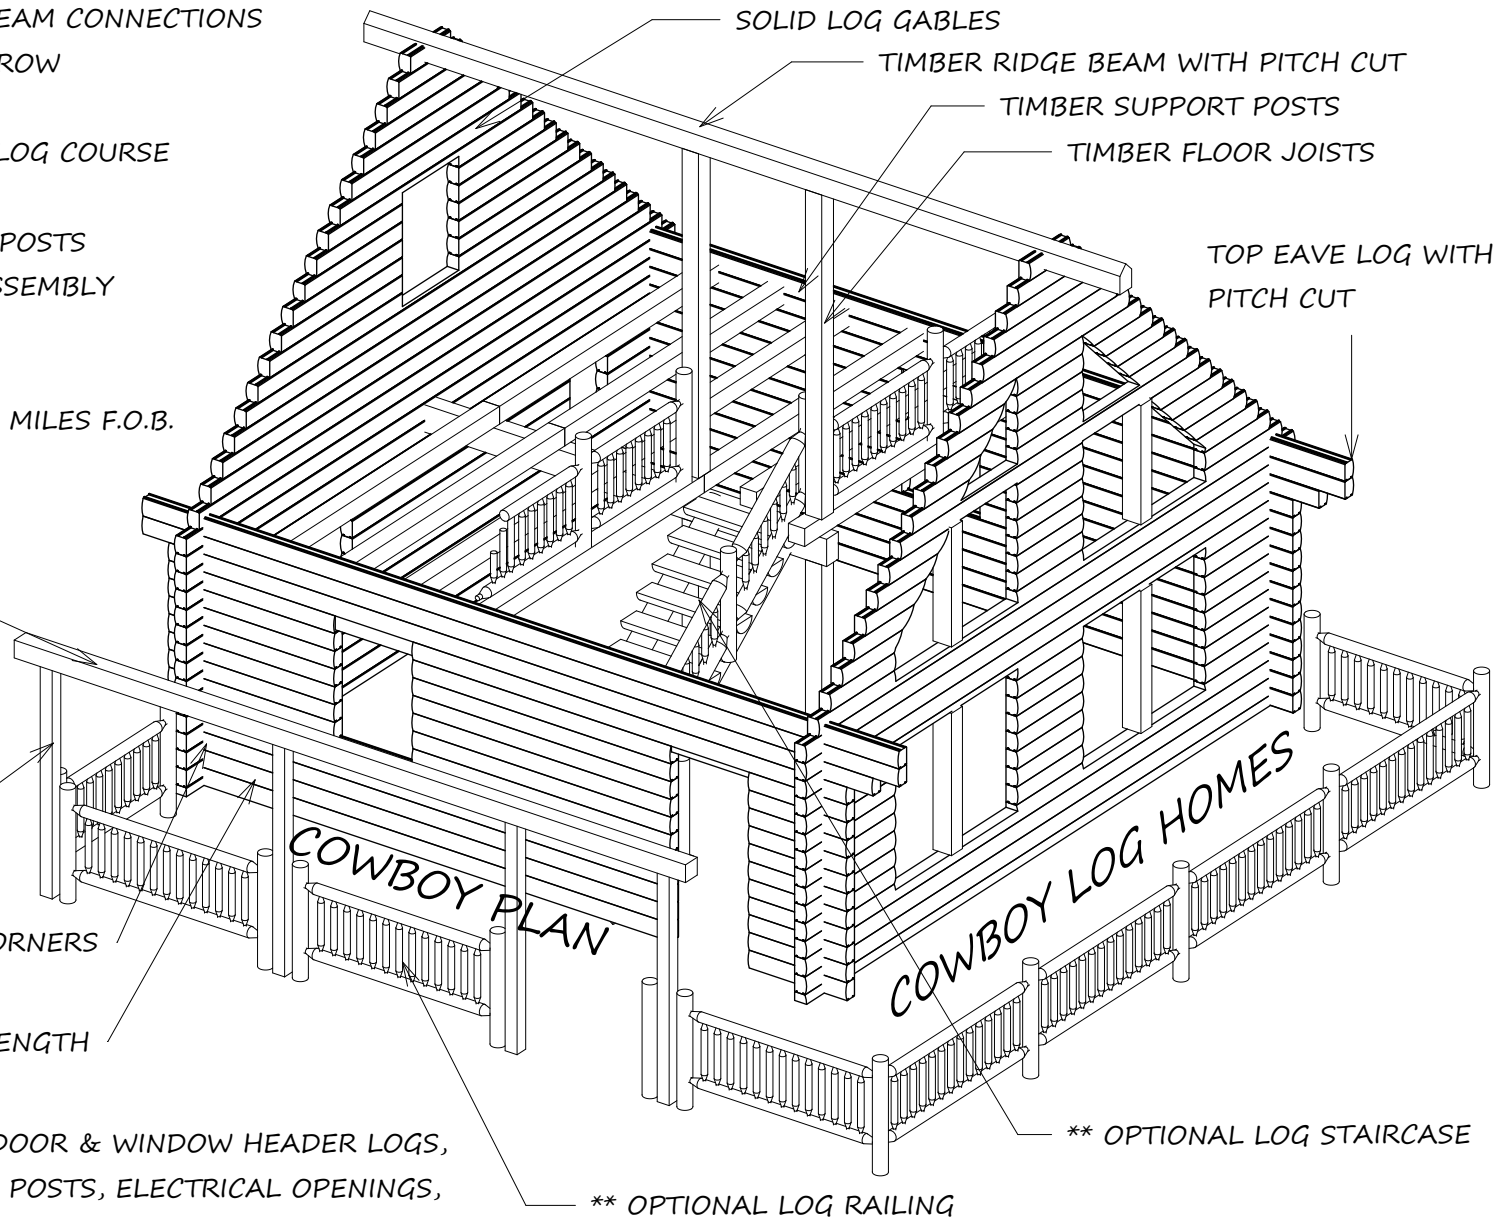 EAM CONNECTIONS
ROW
LOG COURSE
POSTS
SSEMBLY
MILES F.O.B.
SOLID LOG GABLES
TIMBER RIDGE BEAM WITH PITCH CUT
TIMBER SUPPORT POSTS
TIMBER FLOOR JOISTS
TOP EAVE LOG WITH
PITCH CUT
COWBOY PLAN
COWBOY LOG HOMES
ORNERS
ENGTH
DOOR & WINDOW HEADER LOGS,
POSTS, ELECTRICAL OPENINGS,
** OPTIONAL LOG RAILING
** OPTIONAL LOG STAIRCASE